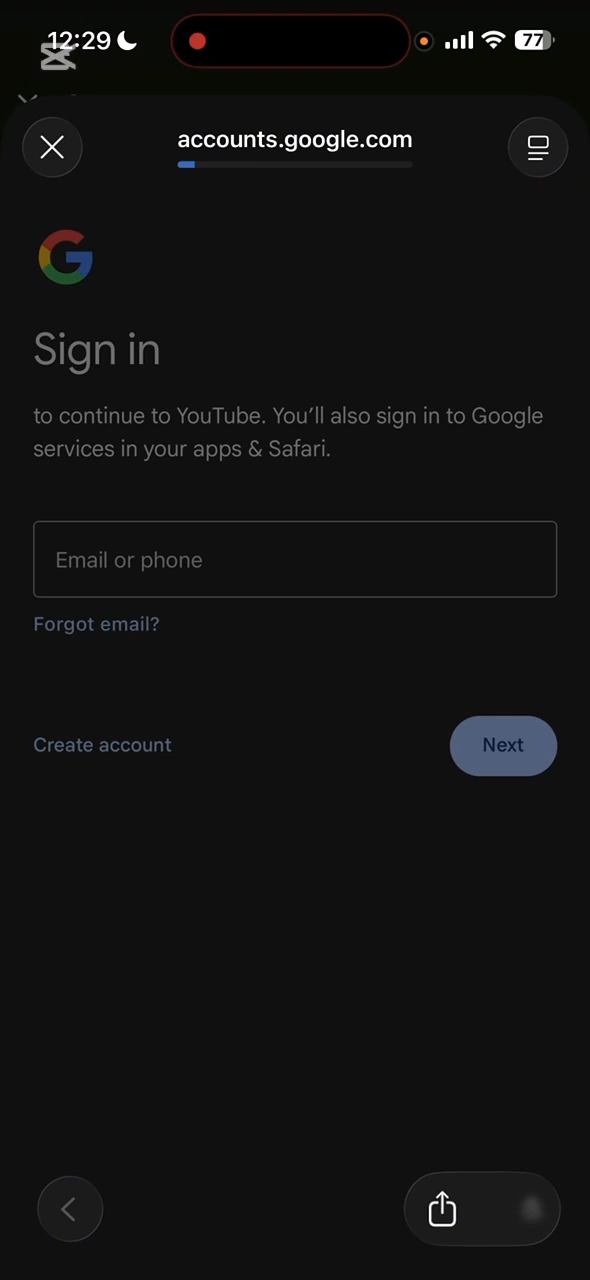 12:29
77
accounts.google.com
Sign in
to continue to YouTube. You’ll also sign in to Google
services in your apps & Safari.
Email or phone
Forgot email?
Create account
Next